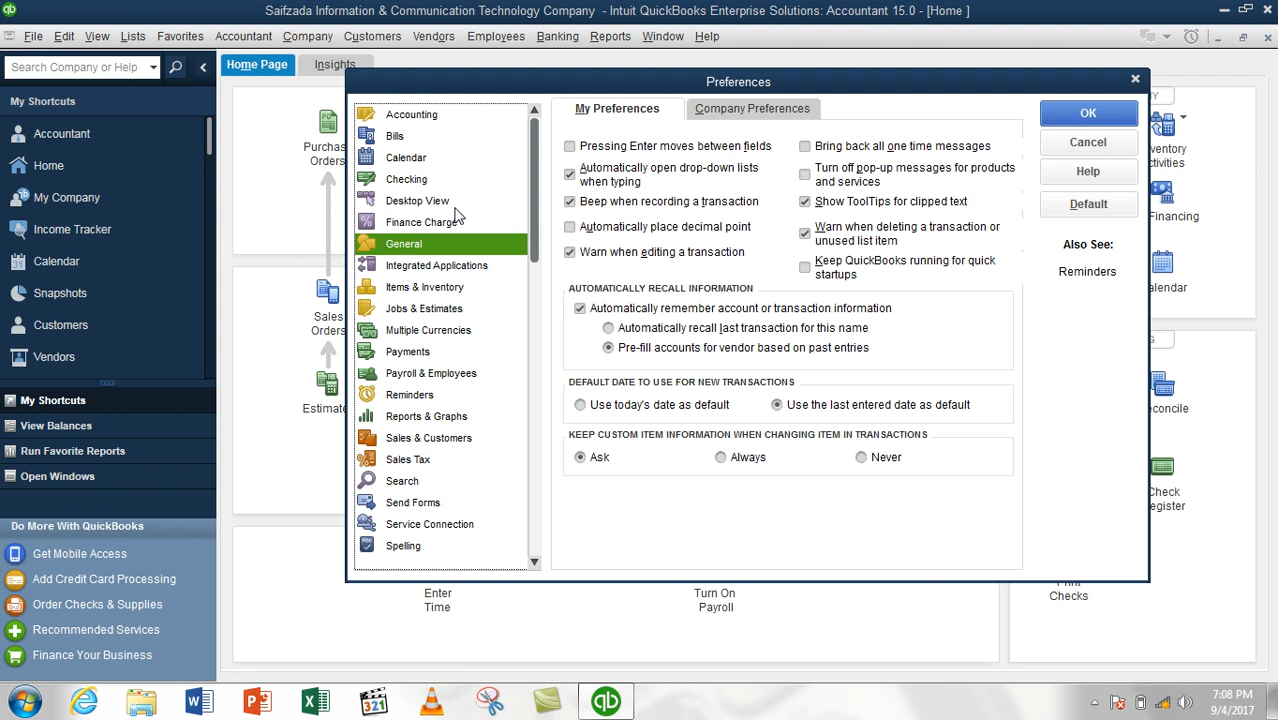 Saifzada Information & Communication Technology Company - Intuit QuickBooks Enterprise Solutions: Accountant 15.0 - [Home ]
File Edit View Lists Favorites Accountant Company Customers Vendors Employees Banking Reports Window Help
Search Company or Help
Home Page Insights
My Shortcuts
Accountant
Home
My Company
Income Tracker
Calendar
Snapshots
Customers
Vendors
My Shortcuts
View Balances
Run Favorite Reports
Open Windows
Do More With QuickBooks
Get Mobile Access
Add Credit Card Processing
Order Checks & Supplies
Recommended Services
Finance Your Business
Purcha
Orders
Sales
Orders
Estimate
Enter
Time
Turn On
Payroll
Preferences
Accounting
Bills
Calendar
Checking
Desktop View
Finance Charge
General
Integrated Applications
Items & Inventory
Jobs & Estimates
Multiple Currencies
Payments
Payroll & Employees
Reminders
Reports & Graphs
Sales & Customers
Sales Tax
Search
Send Forms
Service Connection
Spelling
My Preferences Company Preferences
Pressing Enter moves between fields
Automatically open drop-down lists
when typing
Beep when recording a transaction
Automatically place decimal point
Warn when editing a transaction
Bring back all one time messages
Turn off pop-up messages for products
and services
Show ToolTips for clipped text
Warn when deleting a transaction or
unused list item
Keep QuickBooks running for quick
startups
AUTOMATICALLY RECALL INFORMATION
Automatically remember account or transaction information
Automatically recall last transaction for this name
Pre-fill accounts for vendor based on past entries
DEFAULT DATE TO USE FOR NEW TRANSACTIONS
Use today's date as default Use the last entered date as default
KEEP CUSTOM ITEM INFORMATION WHEN CHANGING ITEM IN TRANSACTIONS
Ask Always Never
OK
Cancel
Help
Default
Also See:
Reminders
Y
ventory
tivities
nancing
lendar
S
concile
Check
egister
Print
Checks
7:08 PM
9/4/2017